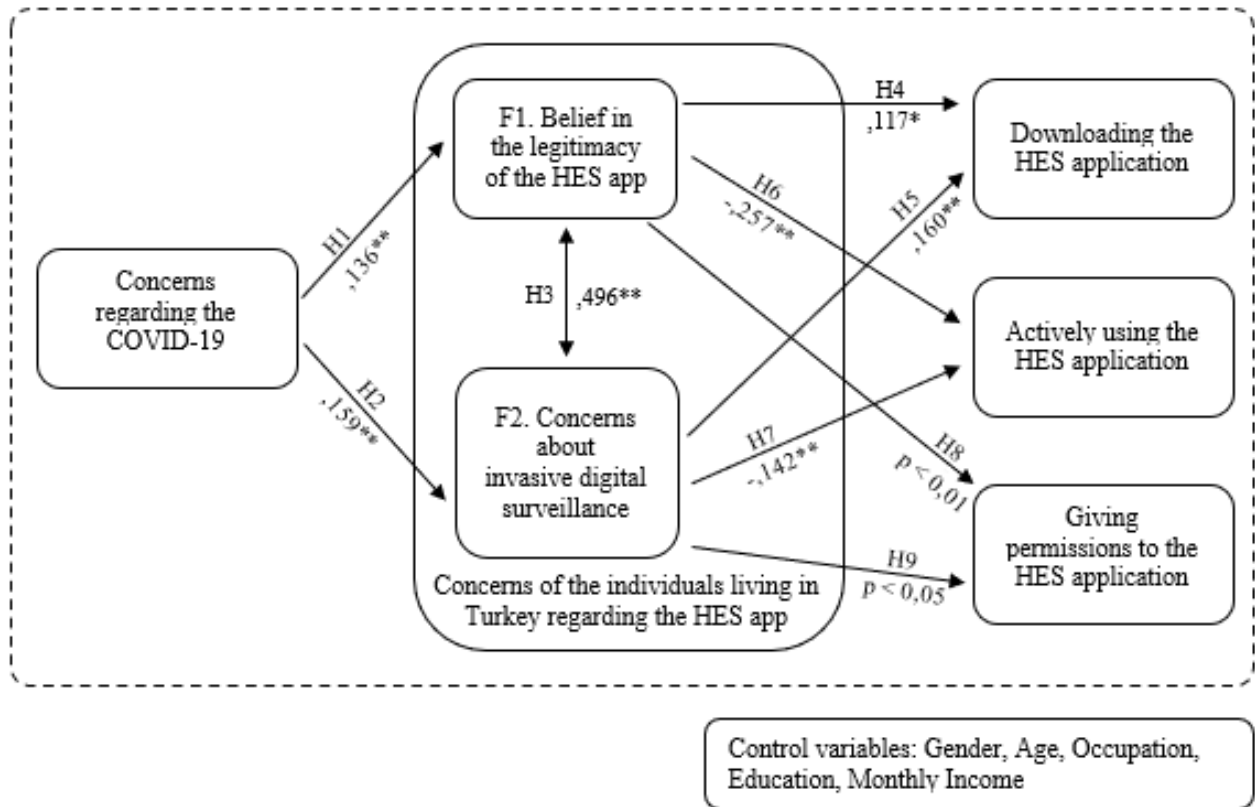 F1. Belief in
the legitimacy
of the HES app
H4
,117*
Downloading the
HES application
H1
,136**
H6
-,257**
H5
,160**
Concerns
regarding the
COVID-19
H3
,496**
Actively using the
HES application
H2
,159**
F2. Concerns
about
invasive digital
surveillance
H7
-,142**
H8
p < 0,01
Giving
permissions to the
HES application
H9
p < 0,05
Concerns of the individuals living in
Turkey regarding the HES app
Control variables: Gender, Age, Occupation,
Education, Monthly Income